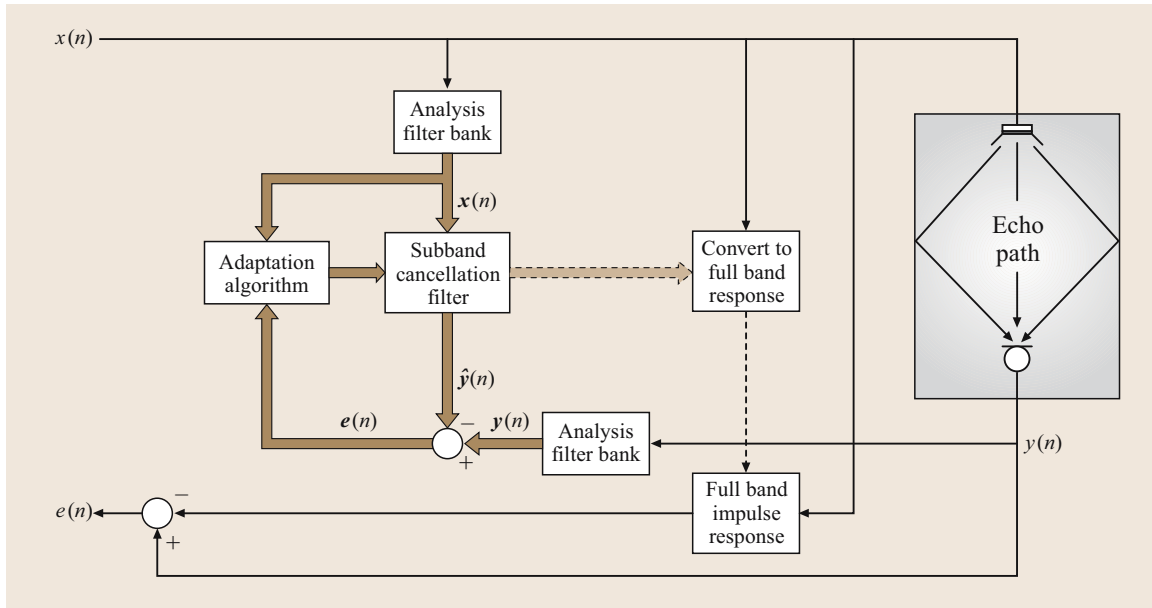 x(n)
Analysis
filter bank
x(n)
Adaptation
algorithm
Subband
cancellation
filter
Convert to
full band
response
Echo
path
ŷ(n)
e(n)
−
+
y(n)
Analysis
filter bank
y(n)
e(n)
−
+
Full band
impulse
response